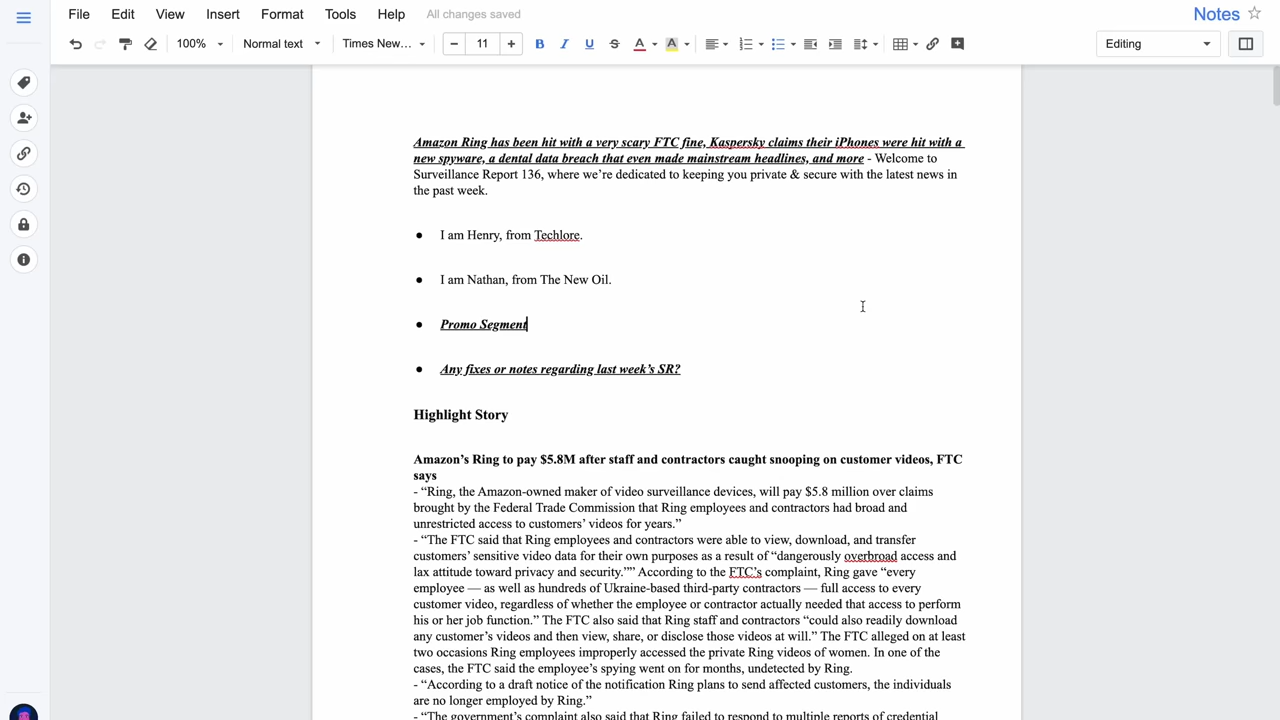 File Edit View Insert Format Tools Help All changes saved
Notes
100% Normal text Times New... 11 B I U S A A Editing
Amazon Ring has been hit with a very scary FTC fine, Kaspersky claims their iPhones were hit with a
new spyware, a dental data breach that even made mainstream headlines, and more - Welcome to
Surveillance Report 136, where we’re dedicated to keeping you private & secure with the latest news in
the past week.
● I am Henry, from Techlore.
● I am Nathan, from The New Oil.
● Promo Segment
● Any fixes or notes regarding last week’s SR?
Highlight Story
Amazon’s Ring to pay $5.8M after staff and contractors caught snooping on customer videos, FTC
says
- “Ring, the Amazon-owned maker of video surveillance devices, will pay $5.8 million over claims
brought by the Federal Trade Commission that Ring employees and contractors had broad and
unrestricted access to customers’ videos for years.”
- “The FTC said that Ring employees and contractors were able to view, download, and transfer
customers’ sensitive video data for their own purposes as a result of “dangerously overbroad access and
lax attitude toward privacy and security.”” According to the FTC’s complaint, Ring gave “every
employee — as well as hundreds of Ukraine-based third-party contractors — full access to every
customer video, regardless of whether the employee or contractor actually needed that access to perform
his or her job function.” The FTC also said that Ring staff and contractors “could also readily download
any customer’s videos and then view, share, or disclose those videos at will.” The FTC alleged on at least
two occasions Ring employees improperly accessed the private Ring videos of women. In one of the
cases, the FTC said the employee’s spying went on for months, undetected by Ring.
- “According to a draft notice of the notification Ring plans to send affected customers, the individuals
are no longer employed by Ring.”
- “The government’s complaint also said that Ring failed to respond to multiple reports of credential